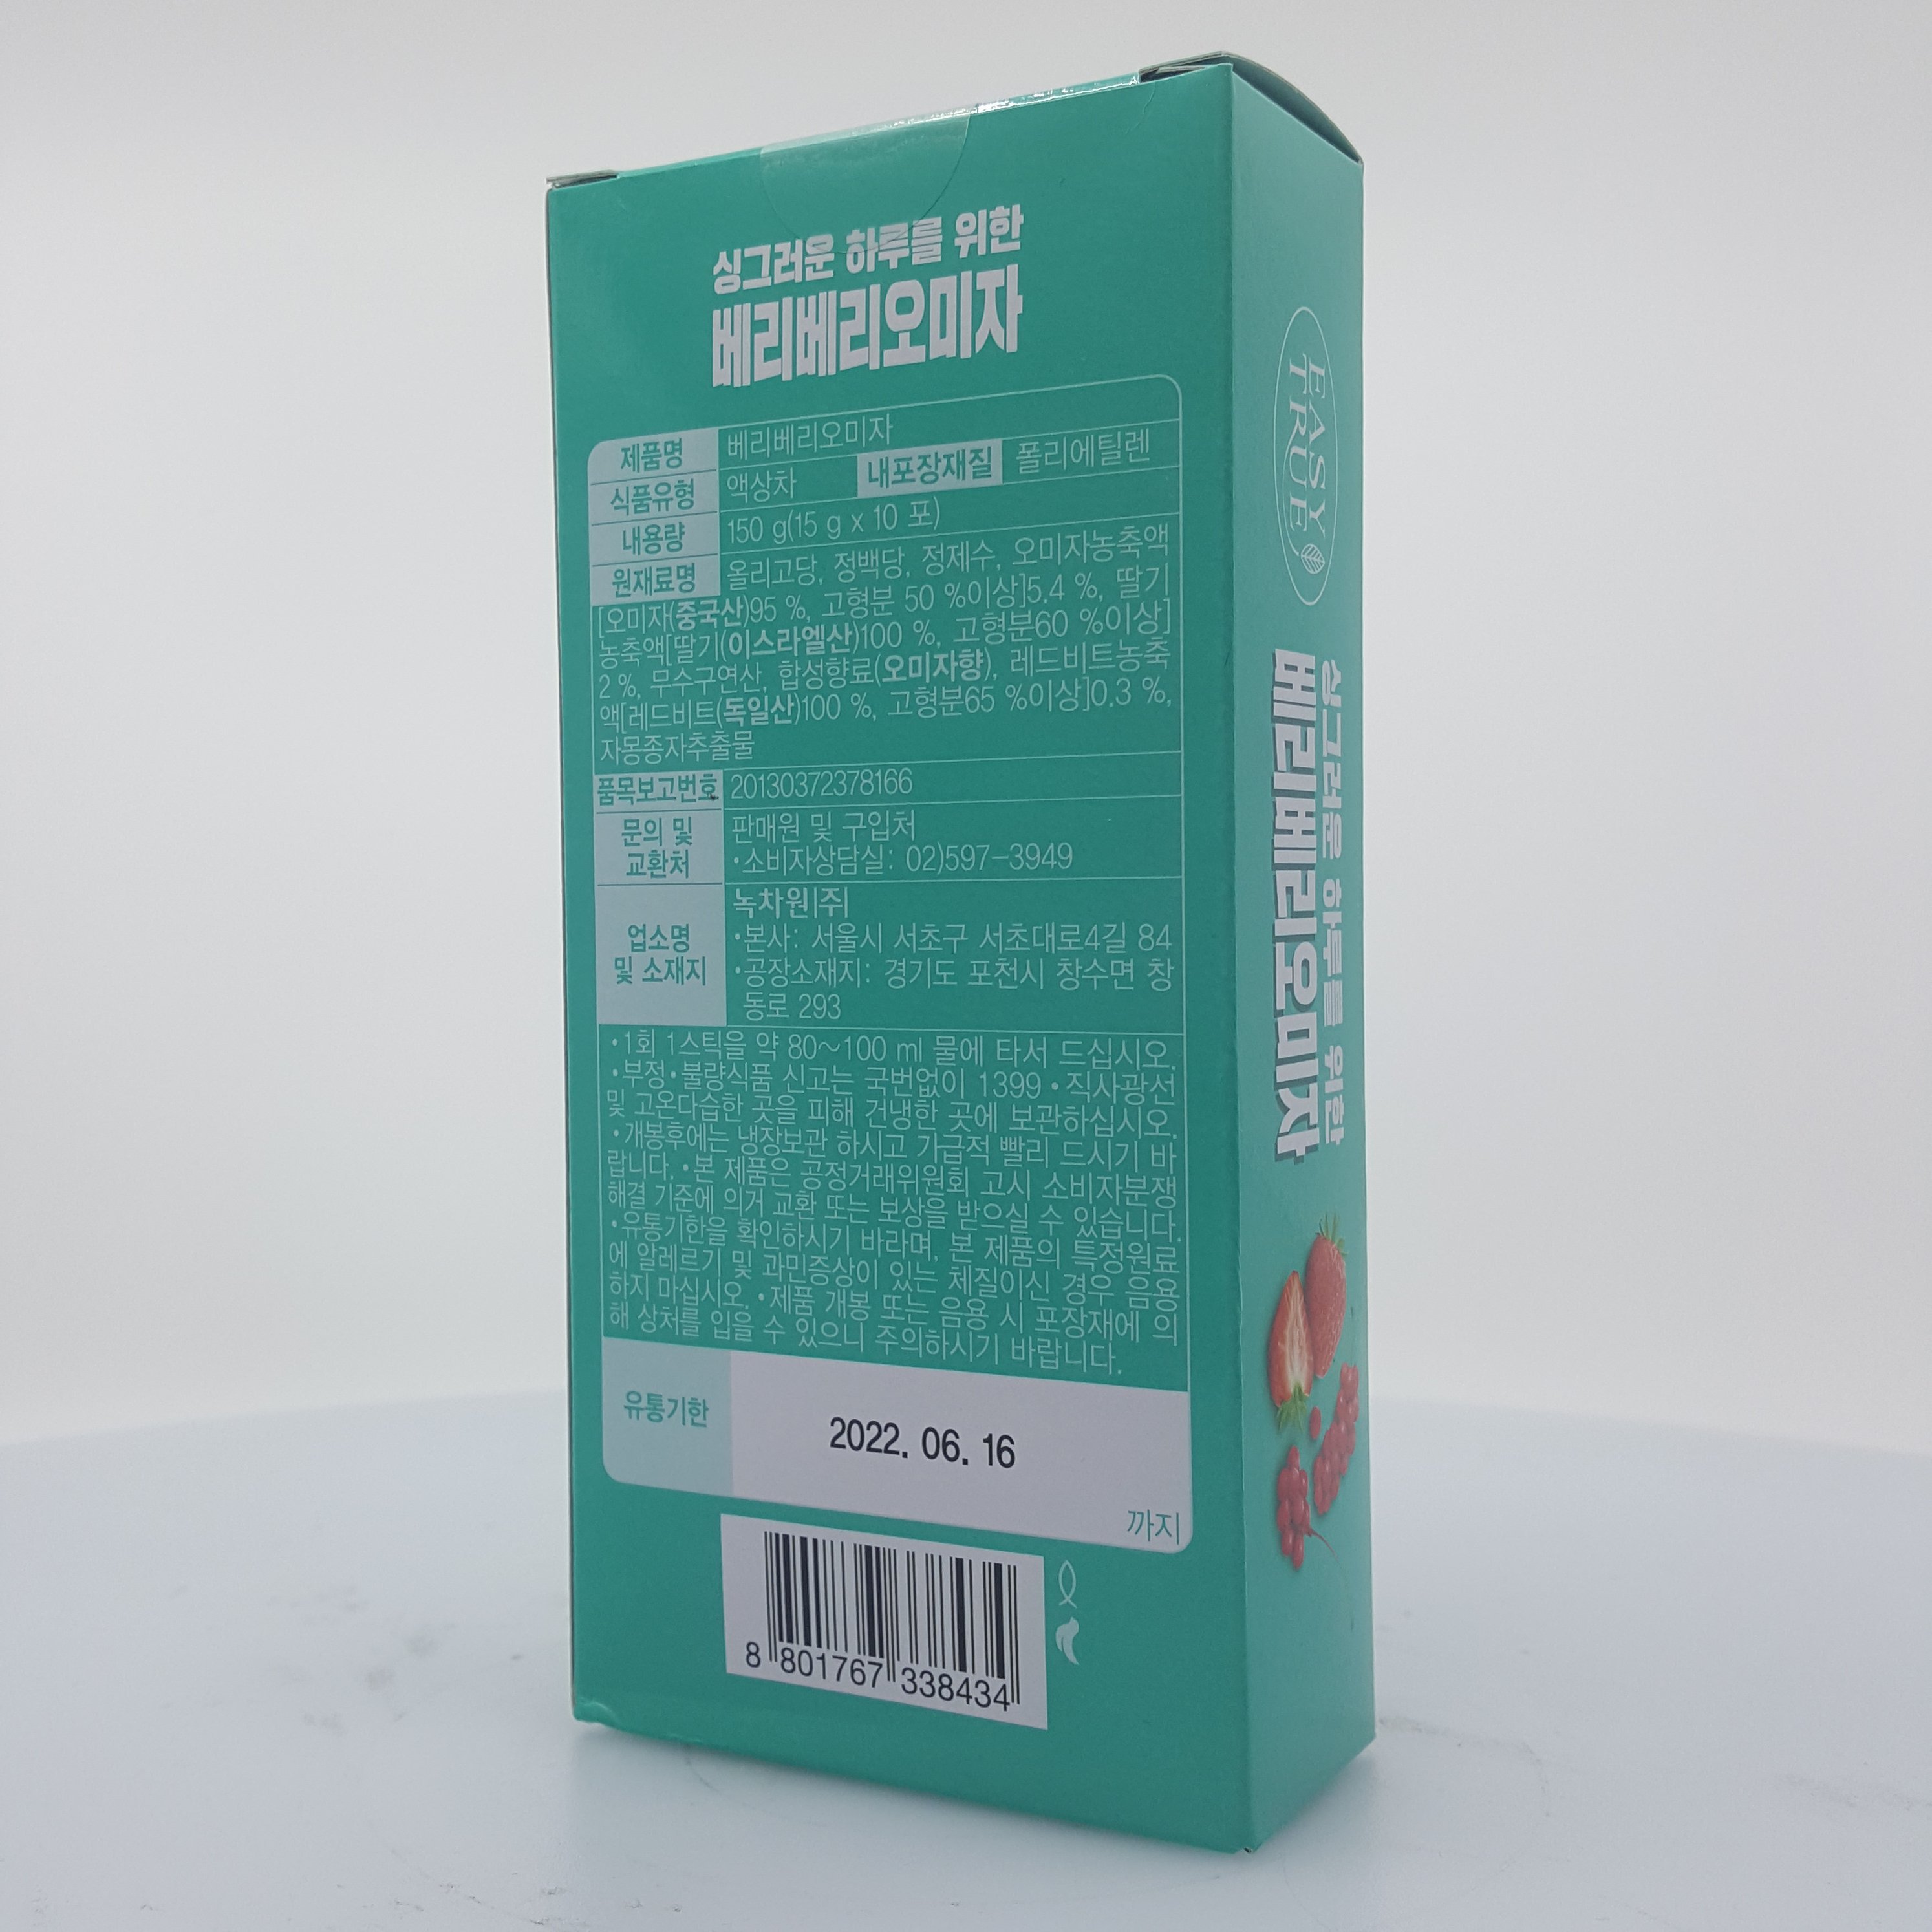 싱그러운 하루를 위한
베리베리오미자
제품명 베리베리오미자
식품유형 액상차 내포장재질 폴리에틸렌
내용량 150 g(15 g x 10 포)
원재료명 올리고당, 정백당, 정제수, 오미자농축액
[오미자(중국산)95 %, 고형분 50 %이상]5.4 %, 딸기
농축액[딸기(이스라엘산)100 %, 고형분60 %이상]
2 %, 무수구연산, 합성향료(오미자향), 레드비트농축
액[레드비트(독일산)100 %, 고형분65 %이상]0.3 %,
자몽종자추출물
품목보고번호 20130372378166
문의 및
교환처
판매원 및 구입처
•소비자상담실: 02)597-3949
업소명
및 소재지
녹차원|주|
•본사: 서울시 서초구 서초대로4길 84
•공장소재지: 경기도 포천시 창수면 창
동로 293
•1회 1스틱을 약 80~100 ml 물에 타서 드십시오.
•부정•불량식품 신고는 국번없이 1399 •직사광선
및 고온다습한 곳을 피해 건냉한 곳에 보관하십시오.
•개봉후에는 냉장보관 하시고 가급적 빨리 드시기 바
랍니다. •본 제품은 공정거래위원회 고시 소비자분쟁
해결 기준에 의거 교환 또는 보상을 받으실 수 있습니다.
•유통기한을 확인하시기 바라며, 본 제품의 특정원료
에 알레르기 및 과민증상이 있는 체질이신 경우 음용
하지 마십시오. •제품 개봉 또는 음용 시 포장재에 의
해 상처를 입을 수 있으니 주의하시기 바랍니다.
유통기한 2022. 06. 16
까지
8 801767 338434
EASY
TRUE
싱그러운 하루를 위한
베리베리오미자